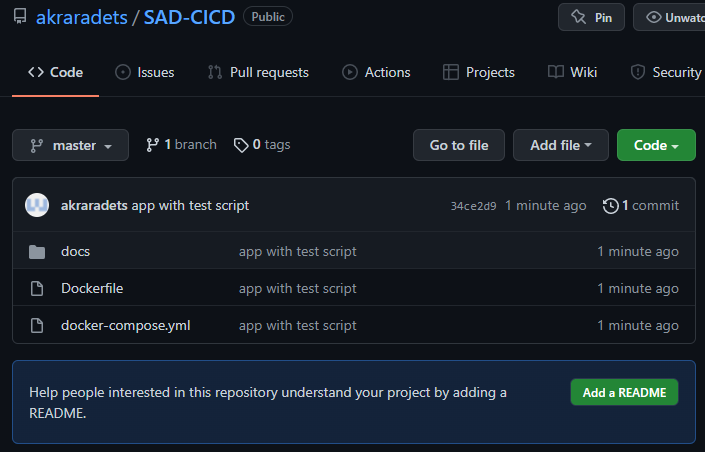 akraradets / SAD-CICD Public Pin Unwatc
Code Issues Pull requests Actions Projects Wiki Security
master 1 branch 0 tags Go to file Add file Code
akraradets app with test script 34ce2d9 1 minute ago 1 commit
docs app with test script 1 minute ago
Dockerfile app with test script 1 minute ago
docker-compose.yml app with test script 1 minute ago
Help people interested in this repository understand your project by adding a Add a README
README.